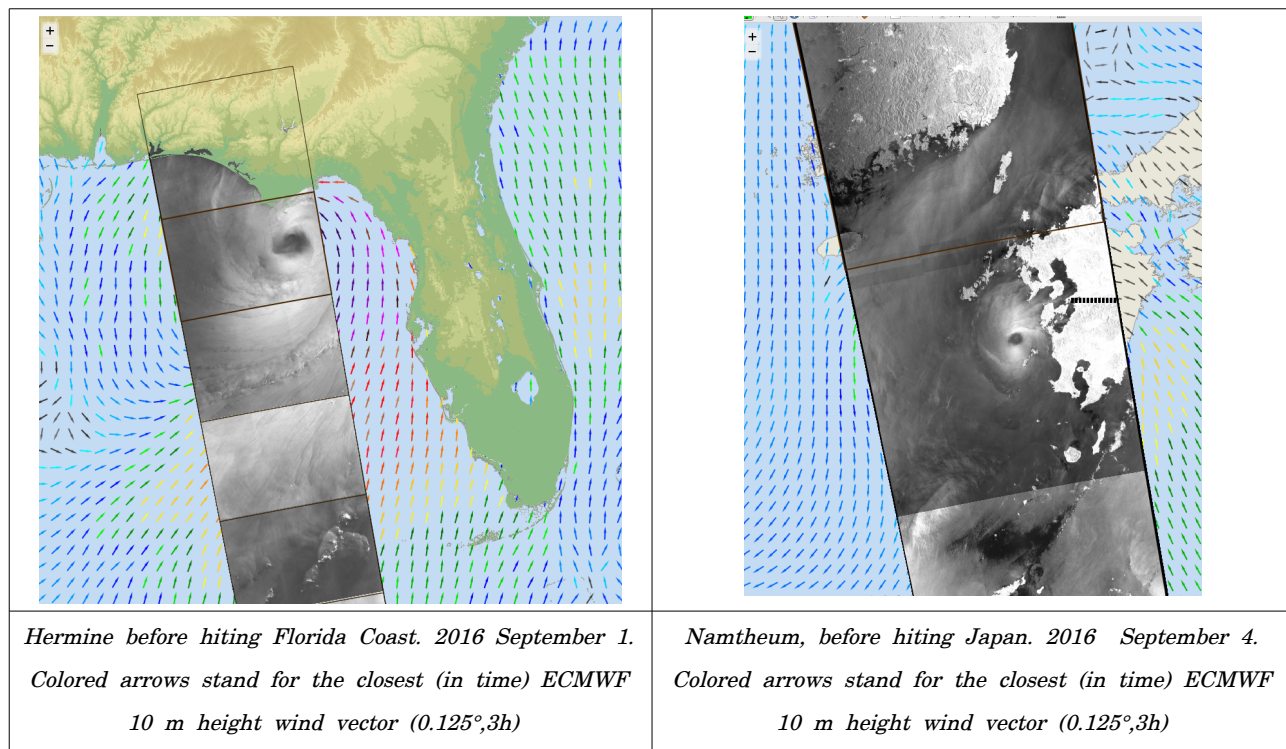 +
−
+
−
Hermine before hiting Florida Coast. 2016 September 1.
Colored arrows stand for the closest (in time) ECMWF
10 m height wind vector (0.125°,3h)
Namtheum, before hiting Japan. 2016 September 4.
Colored arrows stand for the closest (in time) ECMWF
10 m height wind vector (0.125°,3h)